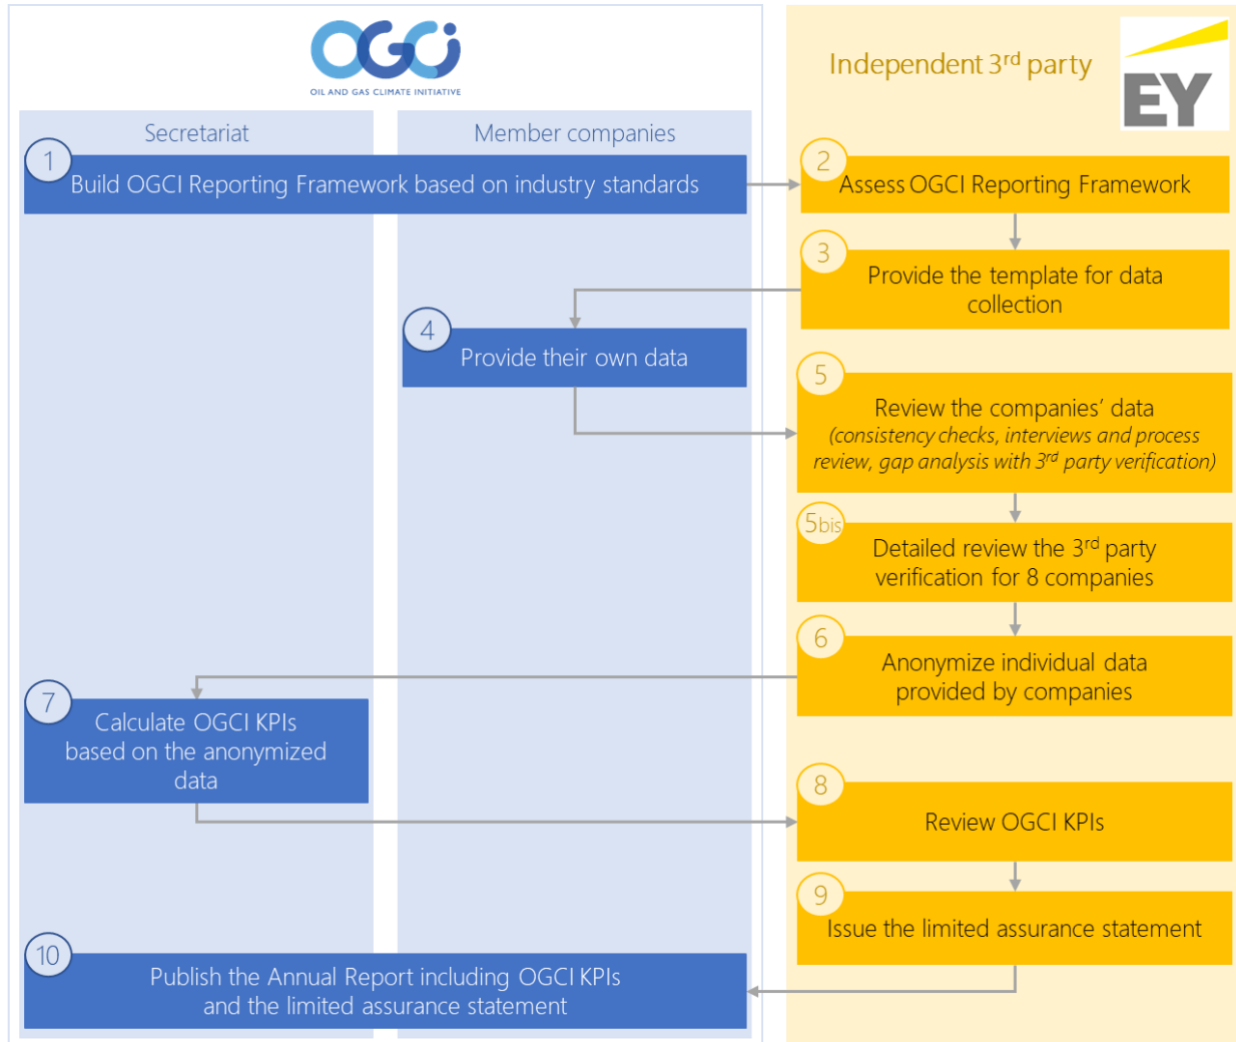 OGCI
OIL AND GAS CLIMATE INITIATIVE
Independent 3rd party
EY
Secretariat
Member companies
1
Build OGCI Reporting Framework based on industry standards
2
Assess OGCI Reporting Framework
3
Provide the template for data
collection
4
Provide their own data
5
Review the companies’ data
(consistency checks, interviews and process
review, gap analysis with 3rd party verification)
5bis
Detailed review the 3rd party
verification for 8 companies
6
Anonymize individual data
provided by companies
7
Calculate OGCI KPIs
based on the anonymized
data
8
Review OGCI KPIs
9
Issue the limited assurance statement
10
Publish the Annual Report including OGCI KPIs
and the limited assurance statement